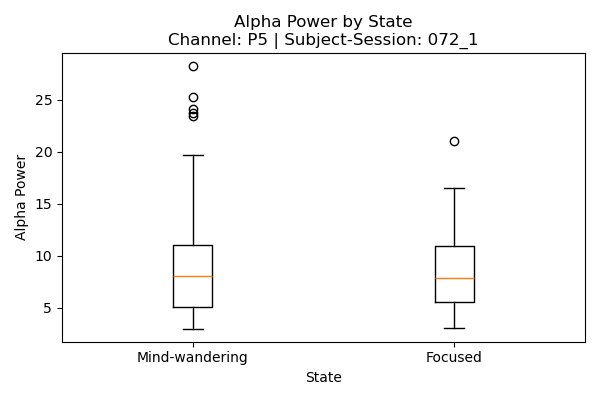 Alpha Power by State
Channel: P5 | Subject-Session: 072_1
Alpha Power
25
20
15
10
5
Mind-wandering
Focused
State